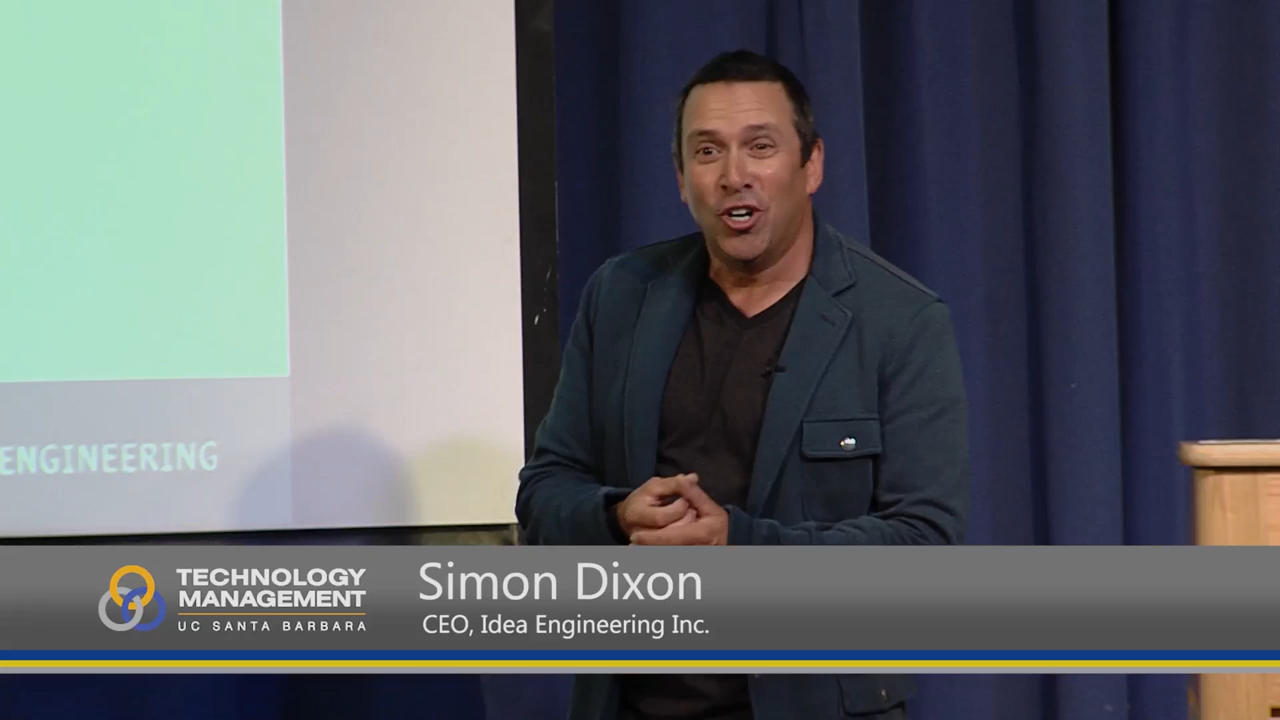 ENGINEERING
TECHNOLOGY
MANAGEMENT
UC SANTA BARBARA
Simon Dixon
CEO, Idea Engineering Inc.